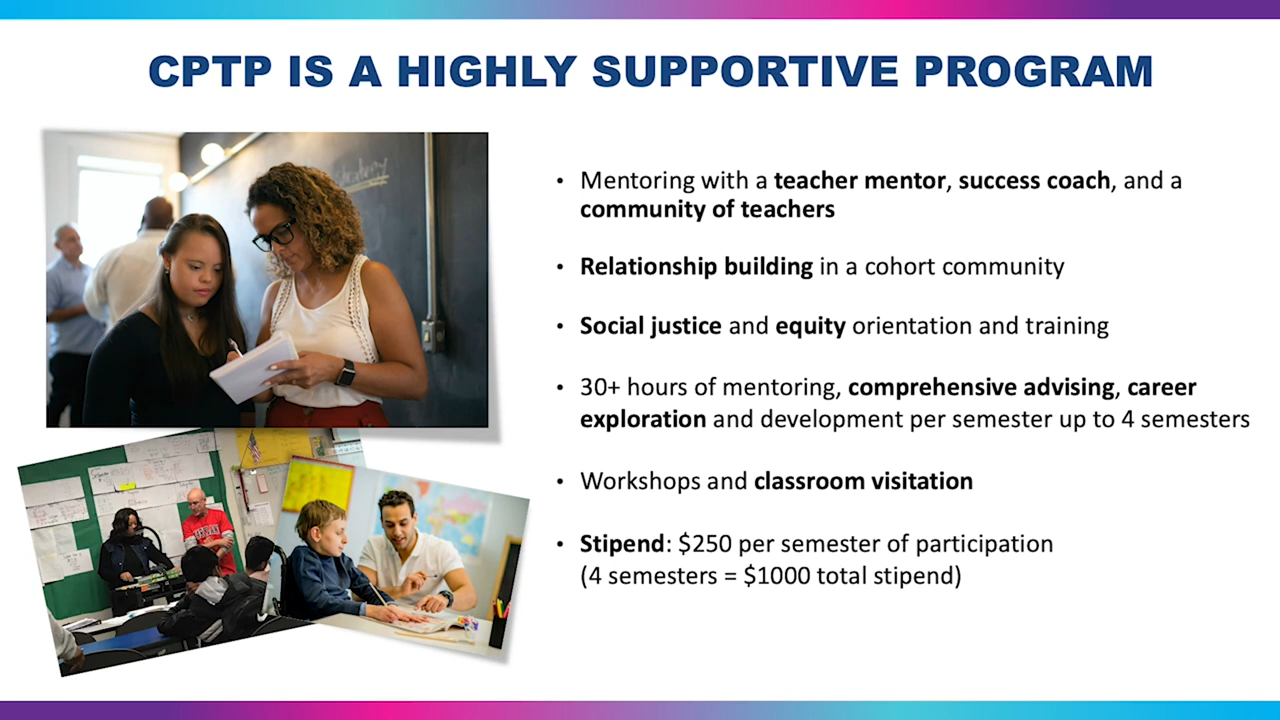 CPTP IS A HIGHLY SUPPORTIVE PROGRAM
• Mentoring with a teacher mentor, success coach, and a
community of teachers
• Relationship building in a cohort community
• Social justice and equity orientation and training
• 30+ hours of mentoring, comprehensive advising, career
exploration and development per semester up to 4 semesters
• Workshops and classroom visitation
• Stipend: $250 per semester of participation
(4 semesters = $1000 total stipend)